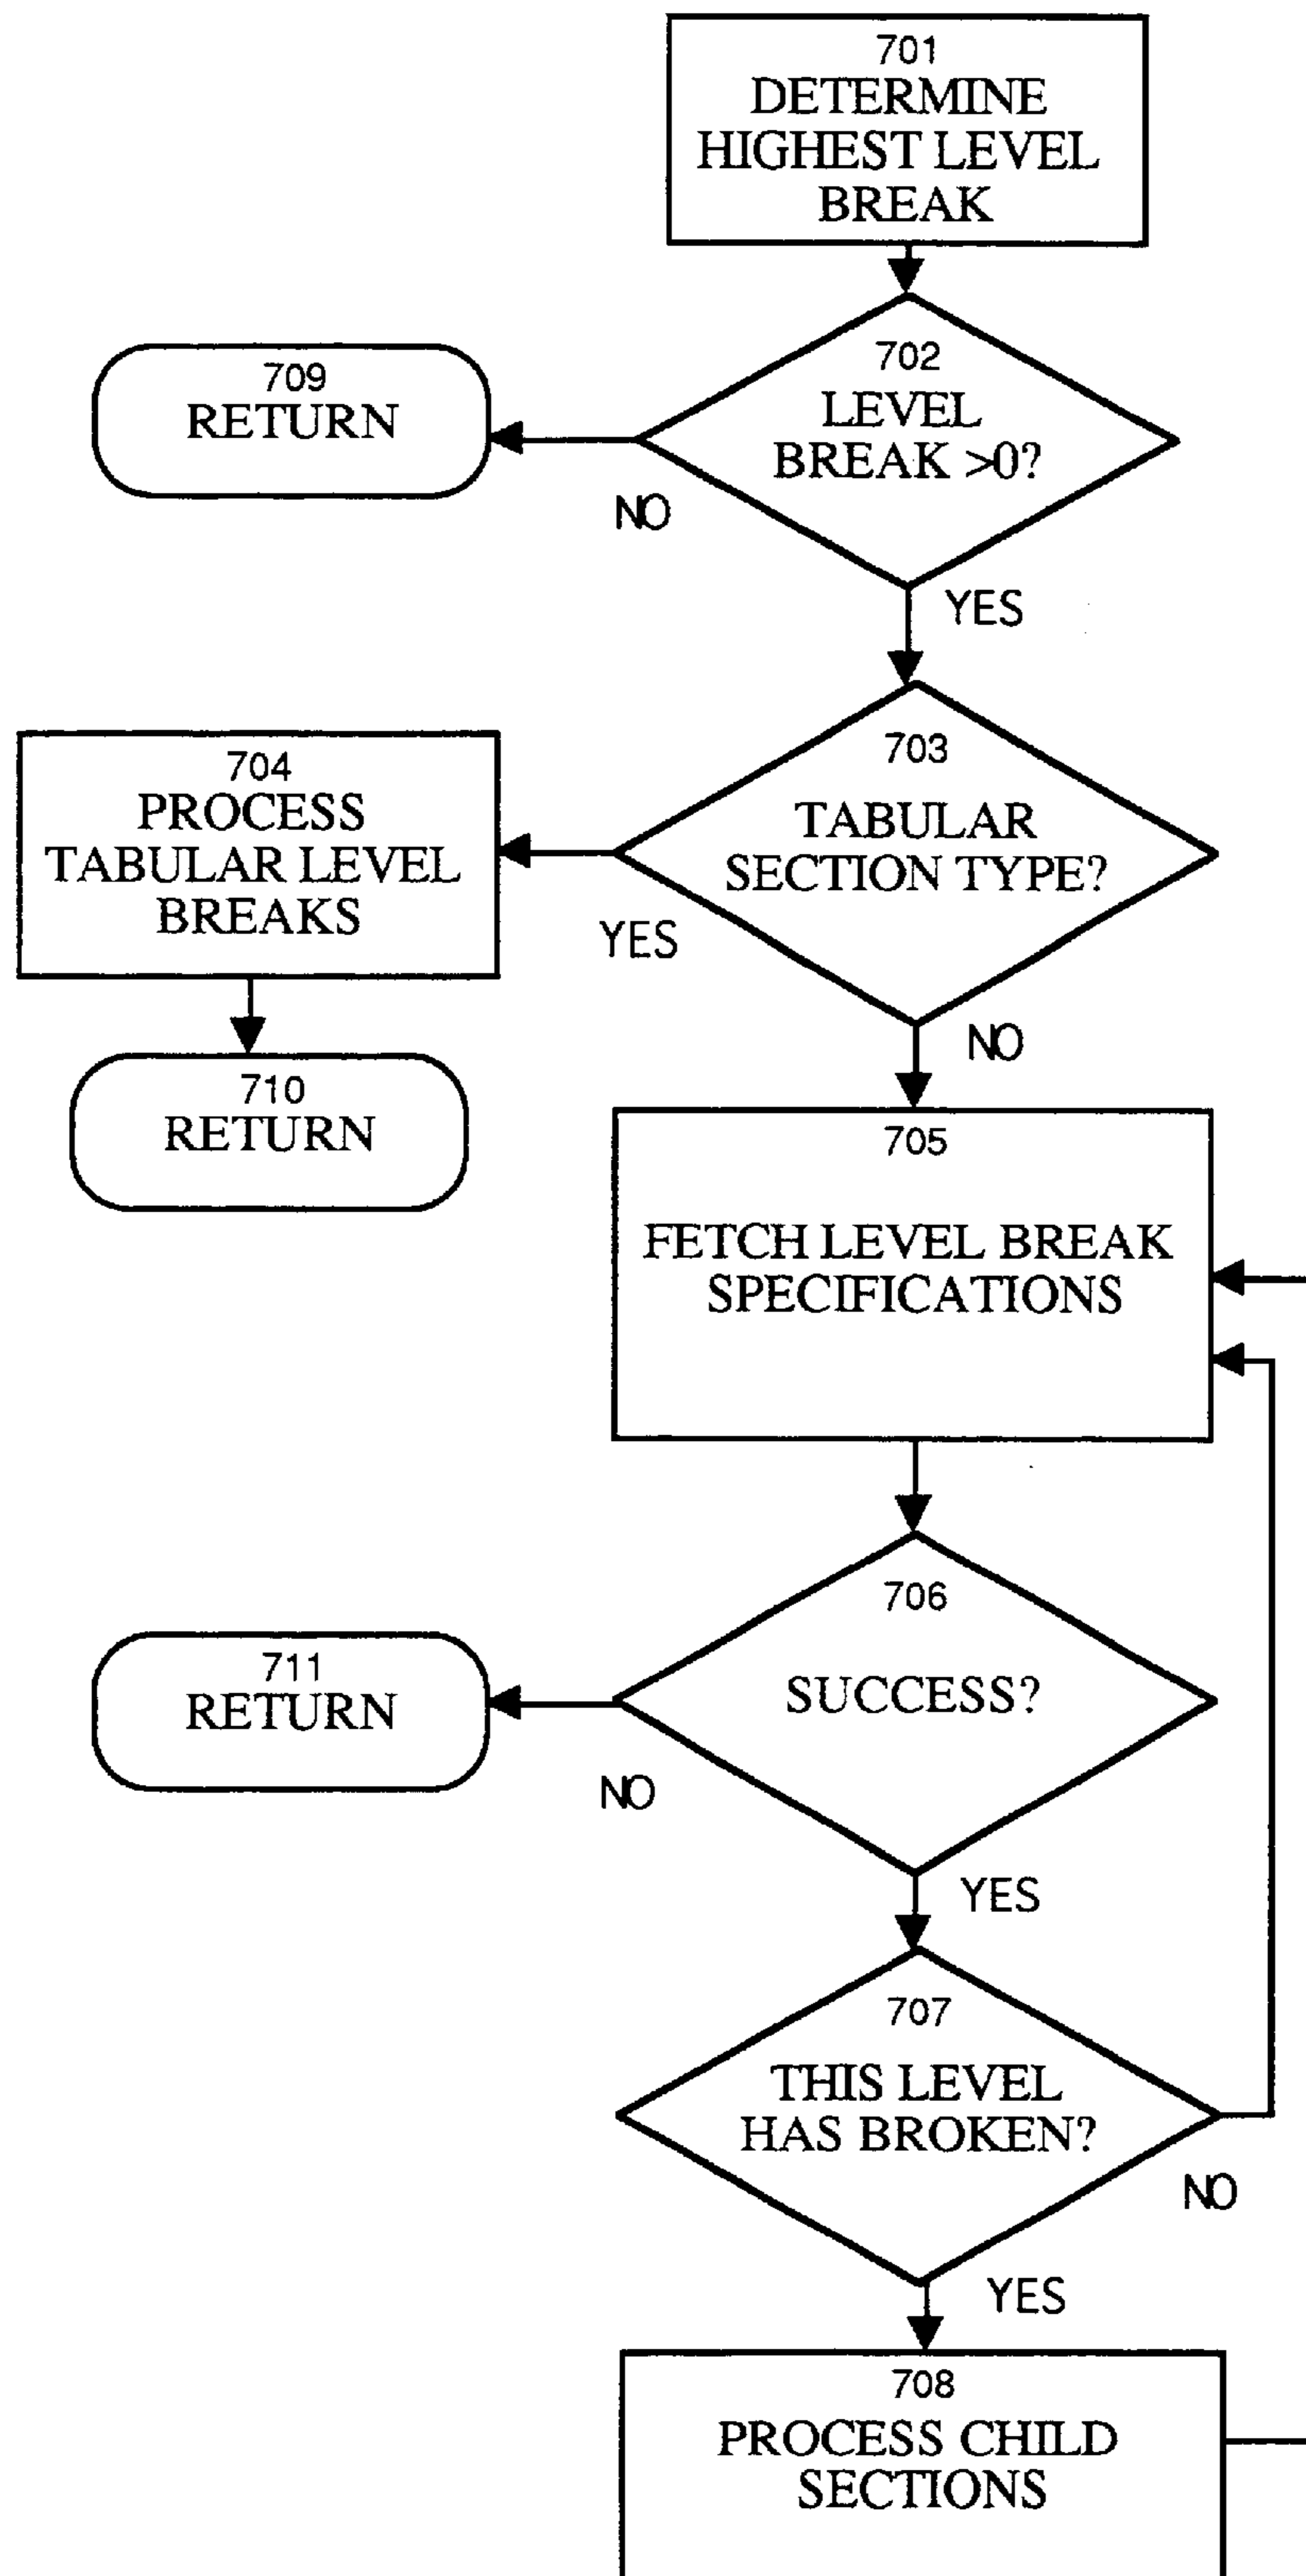 701
DETERMINE
HIGHEST LEVEL
BREAK
702
LEVEL
BREAK >0?
NO
YES
709
RETURN
703
TABULAR
SECTION TYPE?
YES
NO
704
PROCESS
TABULAR LEVEL
BREAKS
710
RETURN
705
FETCH LEVEL BREAK
SPECIFICATIONS
706
SUCCESS?
NO
YES
711
RETURN
707
THIS LEVEL
HAS BROKEN?
NO
YES
708
PROCESS CHILD
SECTIONS